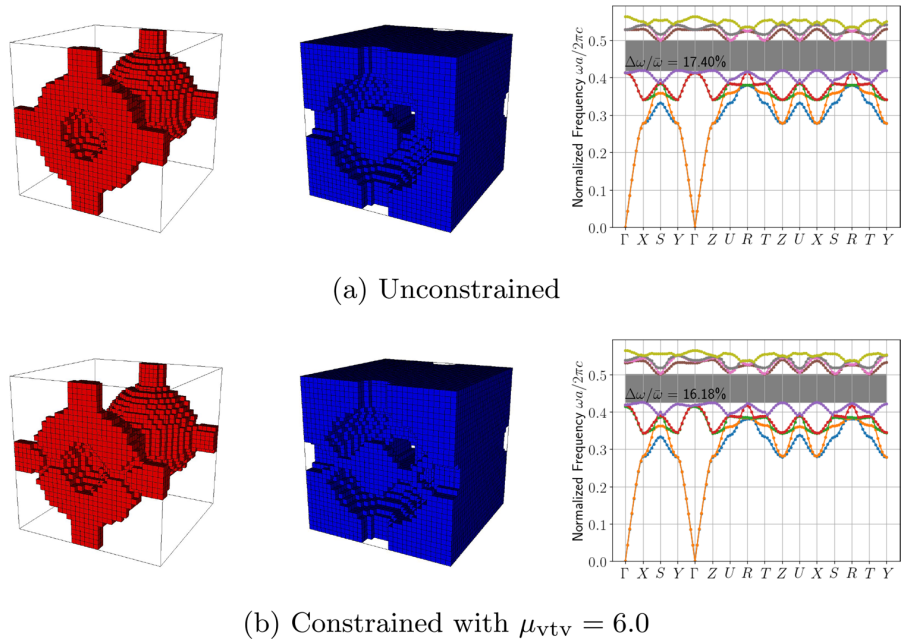 Normalized Frequency ωa/2πc
0.5
0.4
0.3
0.2
0.1
0.0
Δω/ω̄ = 17.40%
Γ X S Y Γ Z U R T Z U X S R T Y
(a) Unconstrained
Normalized Frequency ωa/2πc
0.5
0.4
0.3
0.2
0.1
0.0
Δω/ω̄ = 16.18%
Γ X S Y Γ Z U R T Z U X S R T Y
(b) Constrained with μvtv = 6.0